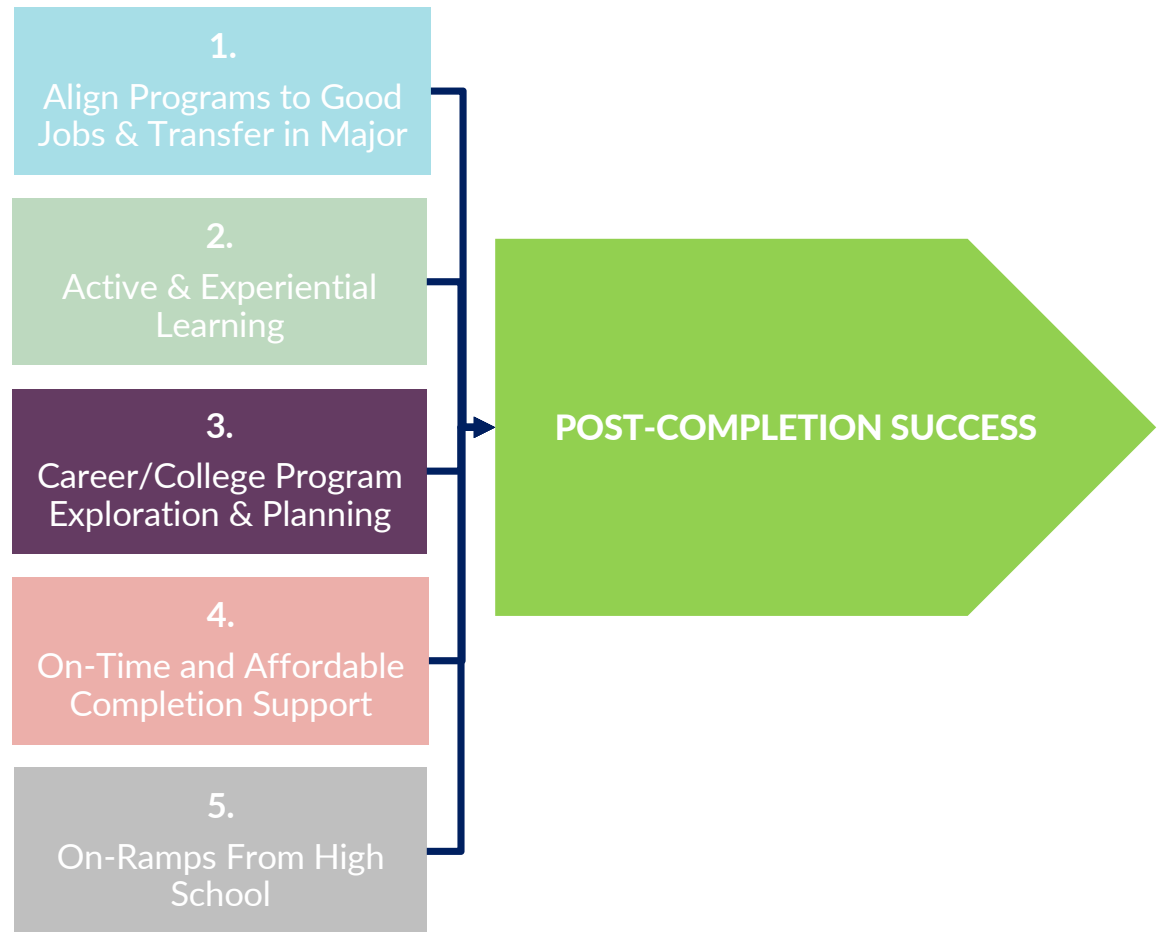 1.
Align Programs to Good
Jobs & Transfer in Major
2.
Active & Experiential
Learning
3.
Career/College Program
Exploration & Planning
4.
On-Time and Affordable
Completion Support
5.
On-Ramps From High
School
POST-COMPLETION SUCCESS